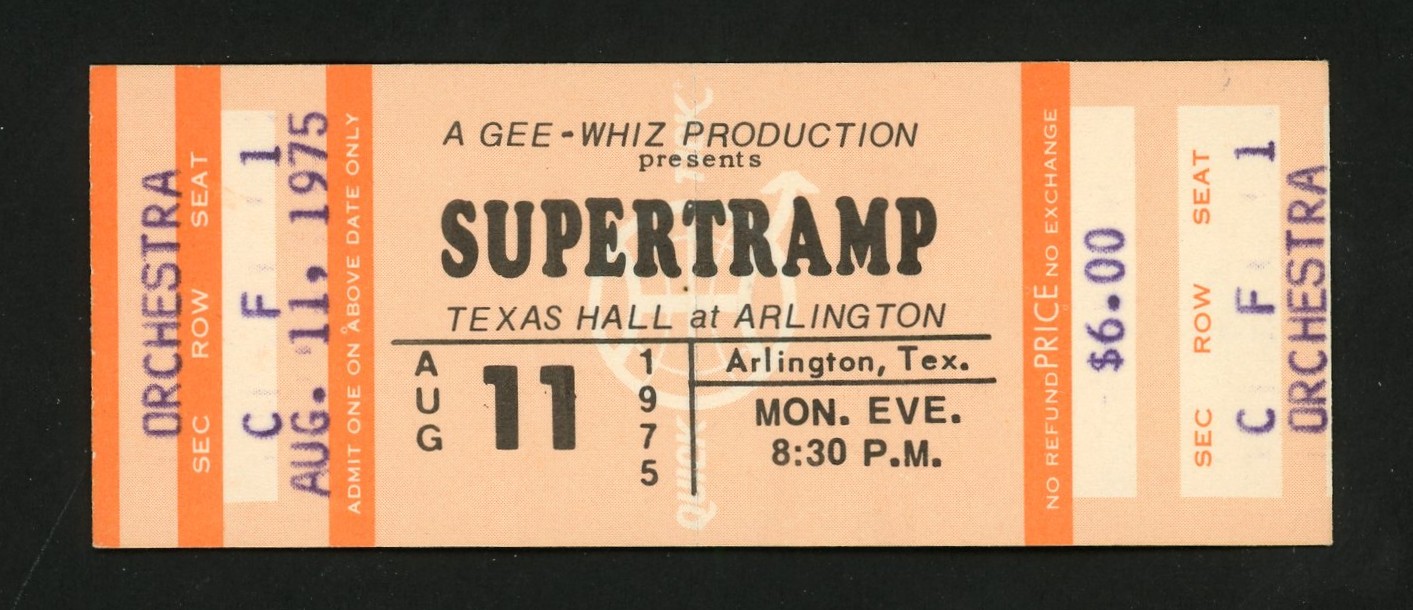 ORCHESTRA
SEC ROW SEAT
C F 1
AUG. 11, 1975
ADMIT ONE ON ABOVE DATE ONLY
A GEE-WHIZ PRODUCTION
presents
SUPERTRAMP
TEXAS HALL at ARLINGTON
AUG 11 1975
Arlington, Tex.
MON. EVE.
8:30 P.M.
QUICK TICK
NO REFUND PRICE NO EXCHANGE
$6.00
SEC ROW SEAT
C F 1
ORCHESTRA